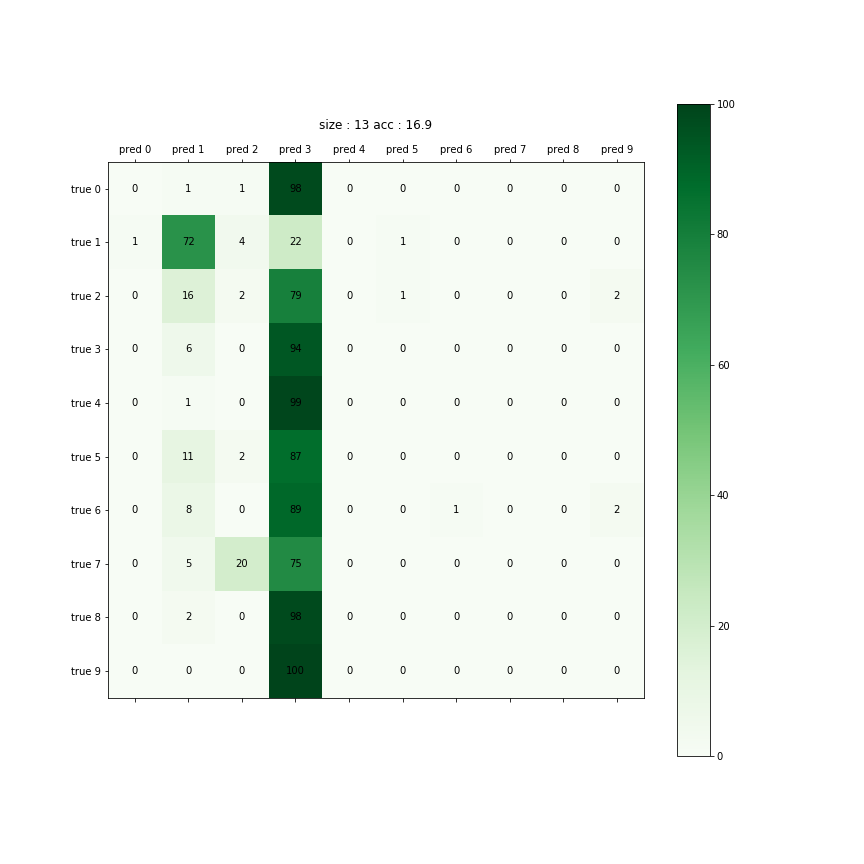 size : 13 acc : 16.9
pred 0 pred 1 pred 2 pred 3 pred 4 pred 5 pred 6 pred 7 pred 8 pred 9
true 0 0 1 1 98 0 0 0 0 0 0
true 1 1 72 4 22 0 1 0 0 0 0
true 2 0 16 2 79 0 1 0 0 0 2
true 3 0 6 0 94 0 0 0 0 0 0
true 4 0 1 0 99 0 0 0 0 0 0
true 5 0 11 2 87 0 0 0 0 0 0
true 6 0 8 0 89 0 0 1 0 0 2
true 7 0 5 20 75 0 0 0 0 0 0
true 8 0 2 0 98 0 0 0 0 0 0
true 9 0 0 0 100 0 0 0 0 0 0
100
80
60
40
20
0